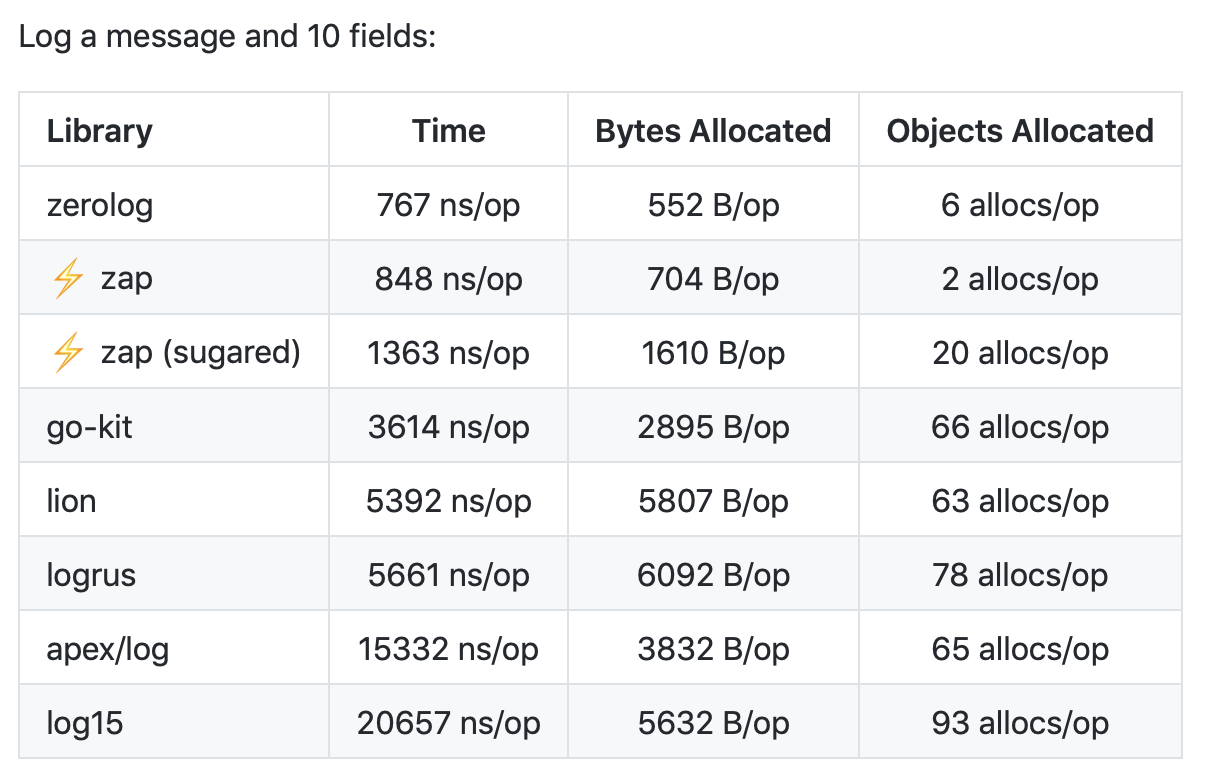 Log a message and 10 fields:
Library Time Bytes Allocated Objects Allocated
zerolog 767 ns/op 552 B/op 6 allocs/op
⚡ zap 848 ns/op 704 B/op 2 allocs/op
⚡ zap (sugared) 1363 ns/op 1610 B/op 20 allocs/op
go-kit 3614 ns/op 2895 B/op 66 allocs/op
lion 5392 ns/op 5807 B/op 63 allocs/op
logrus 5661 ns/op 6092 B/op 78 allocs/op
apex/log 15332 ns/op 3832 B/op 65 allocs/op
log15 20657 ns/op 5632 B/op 93 allocs/op